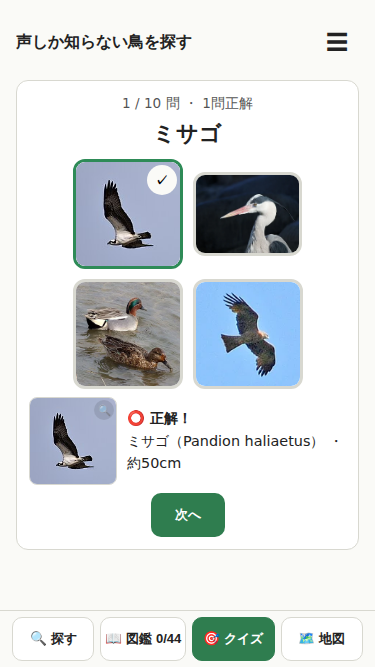 声しか知らない鳥を探す
1 / 10 問 ・ 1問正解
ミサゴ
✓
⭕ 正解！
ミサゴ（Pandion haliaetus） ・
約50cm
次へ
🔍 探す
📖 図鑑 0/44
🎯 クイズ
🗺️ 地図